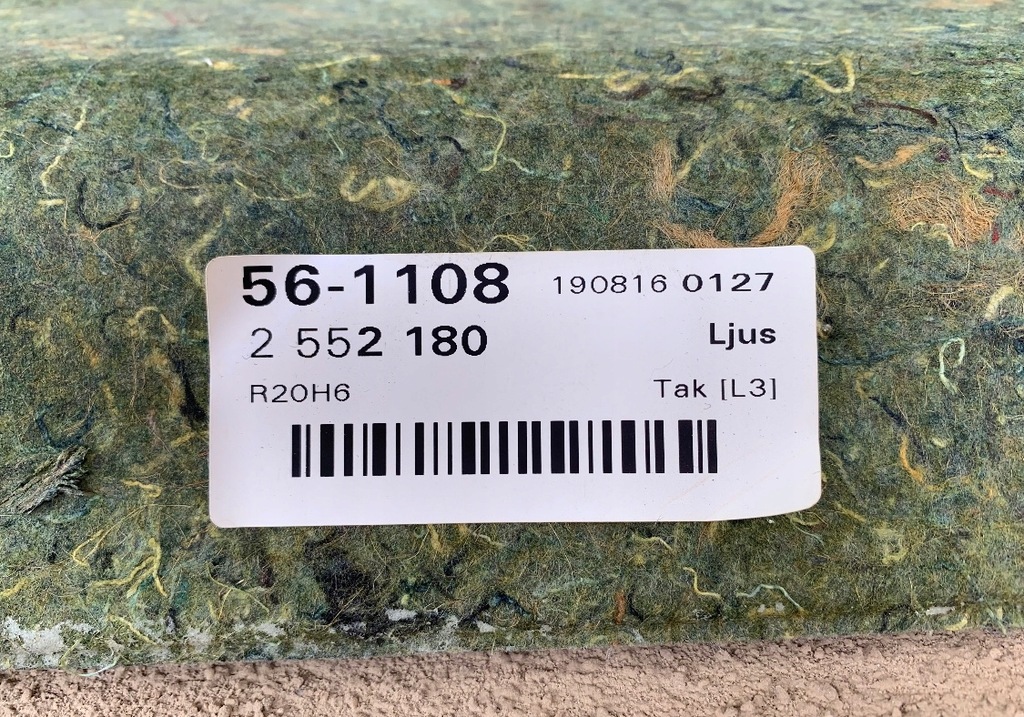 56-1108 190816 0127
2 552 180 Ljus
R20H6 Tak [L3]